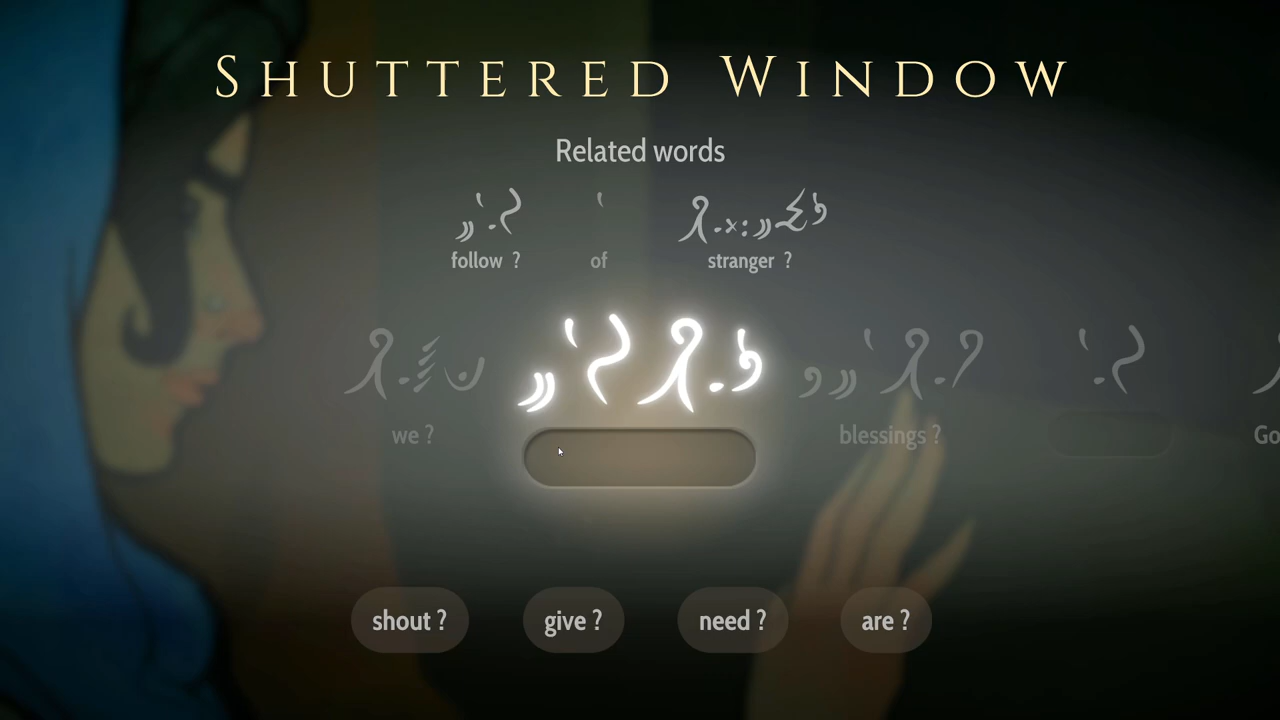 SHUTTERED WINDOW
Related words
follow ? of stranger ?
we ? blessings ? Go
shout ? give ? need ? are ?